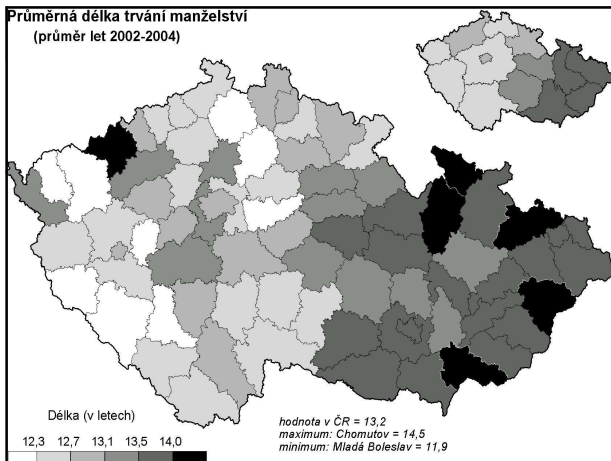 Průměrná délka trvání manželství
(průměr let 2002-2004)
Délka (v letech)
12,3 12,7 13,1 13,5 14,0
hodnota v ČR = 13,2
maximum: Chomutov = 14,5
minimum: Mladá Boleslav = 11,9